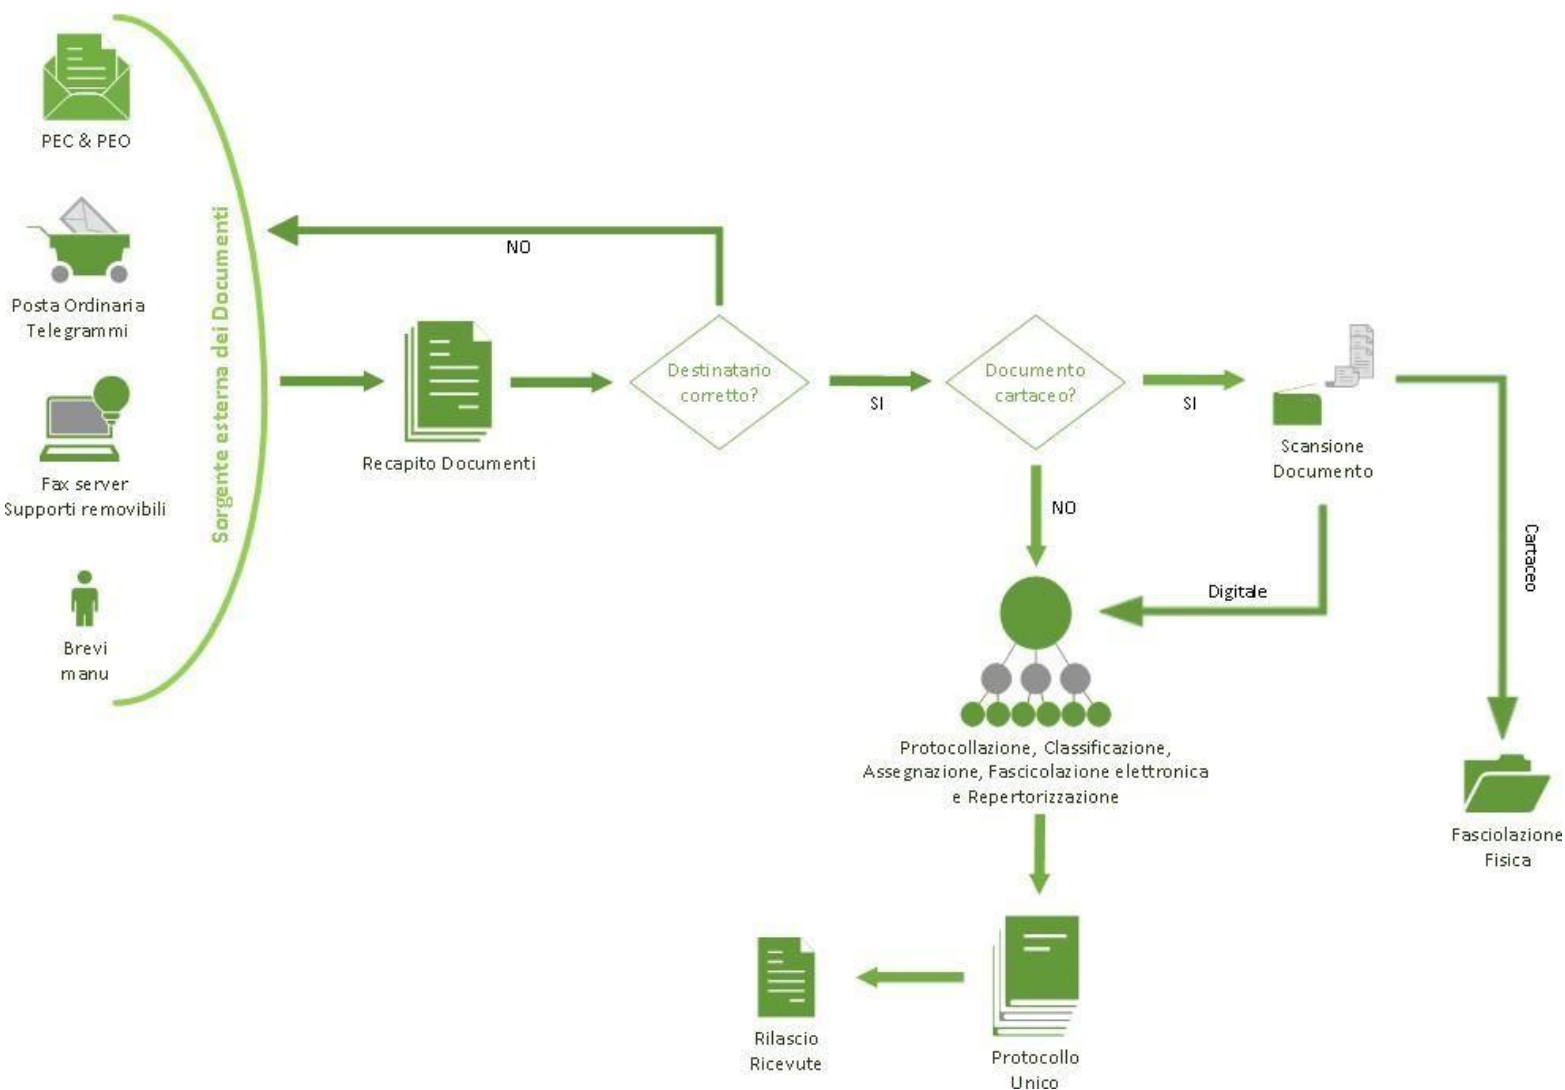 PEC & PEO
Posta Ordinaria
Telegrammi
Fax server
Supporti removibili
Brevi
manu
Sorgente esterna dei Documenti
NO
Recapito Documenti
Destinatario
corretto?
SI
Documento
cartaceo?
SI
Scansione
Documento
NO
Digitale
Cartaceo
Protocollazione, Classificazione,
Assegnazione, Fascicolazione elettronica
e Repertorizzazione
Fasciolazione
Fisica
Rilascio
Ricevute
Protocollo
Unico